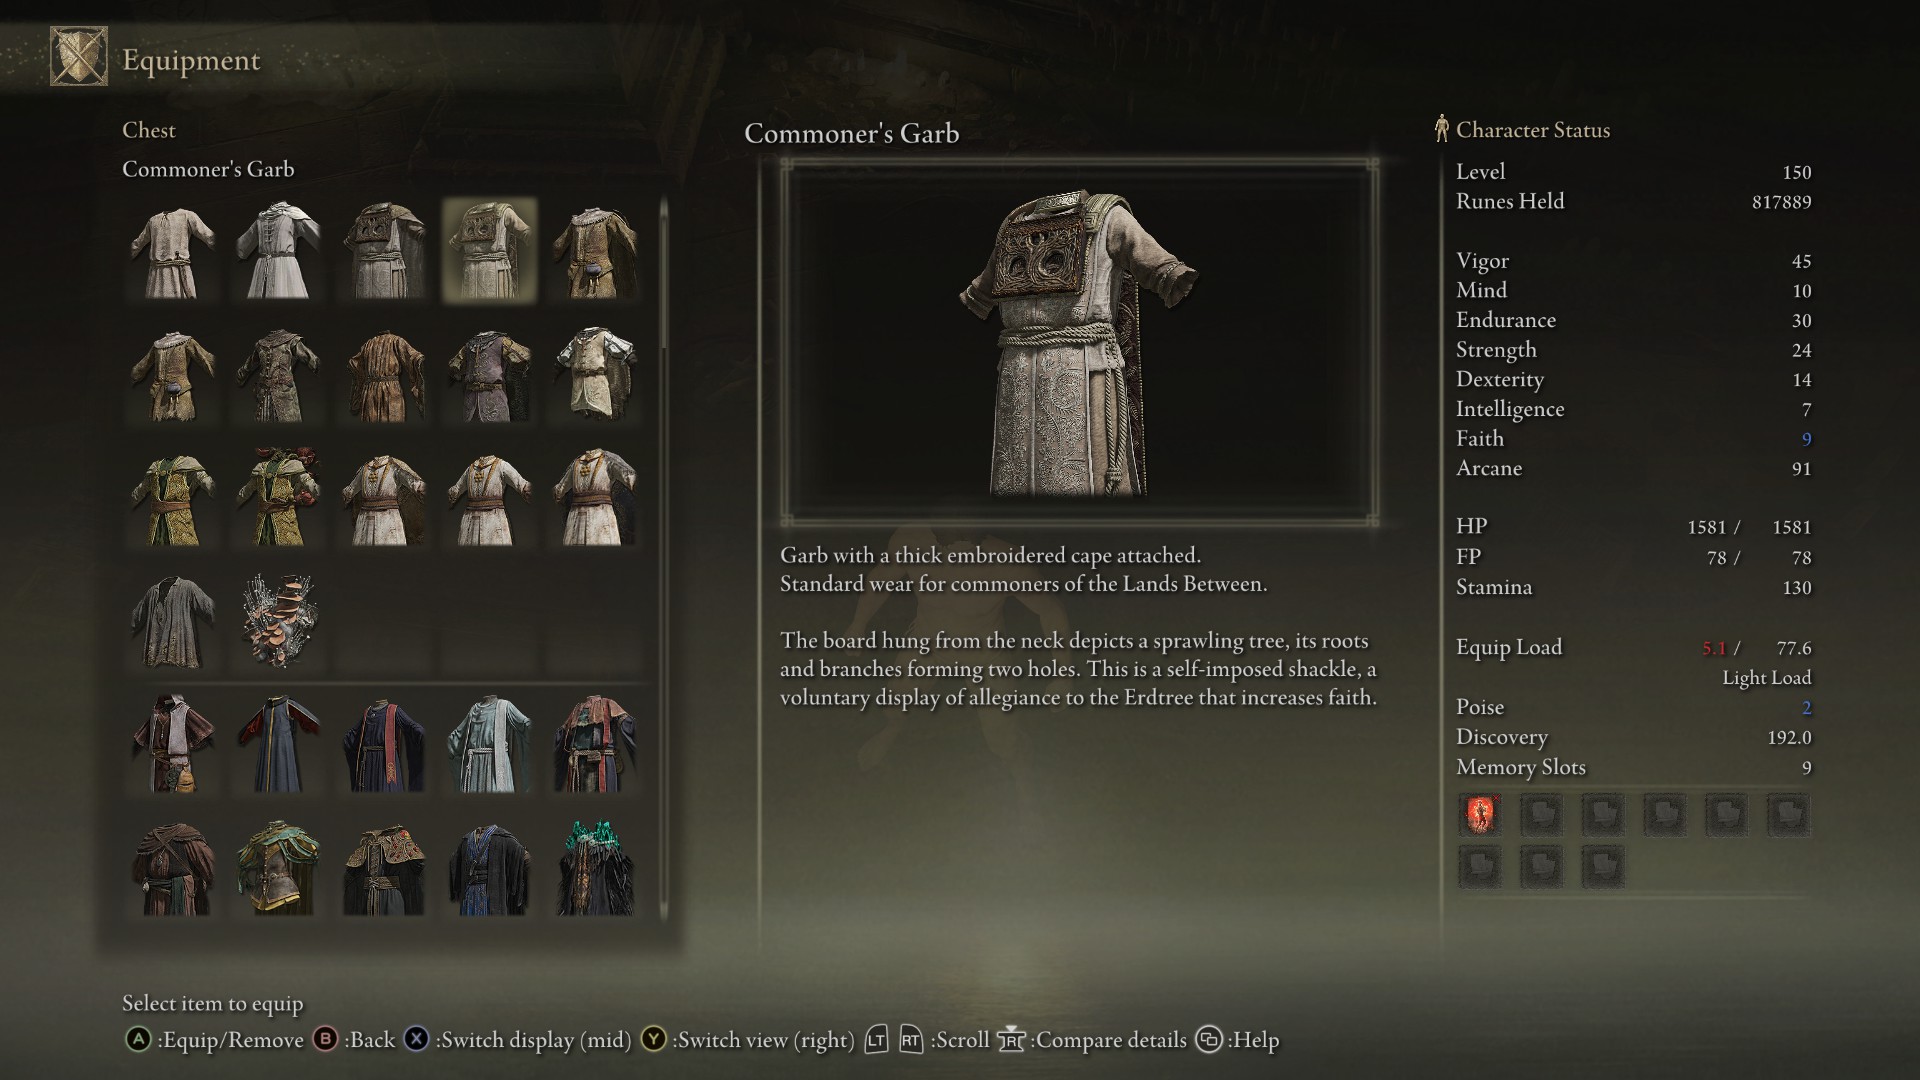 Equipment
Chest
Commoner's Garb
Commoner's Garb
Garb with a thick embroidered cape attached.
Standard wear for commoners of the Lands Between.
The board hung from the neck depicts a sprawling tree, its roots
and branches forming two holes. This is a self-imposed shackle, a
voluntary display of allegiance to the Erdtree that increases faith.
Character Status
Level 150
Runes Held 817889
Vigor 45
Mind 10
Endurance 30
Strength 24
Dexterity 14
Intelligence 7
Faith 9
Arcane 91
HP 1581 / 1581
FP 78 / 78
Stamina 130
Equip Load 5.1 / 77.6
Light Load
Poise 2
Discovery 192.0
Memory Slots 9
Select item to equip
A :Equip/Remove B :Back X :Switch display (mid) Y :Switch view (right) LT RT :Scroll R :Compare details :Help